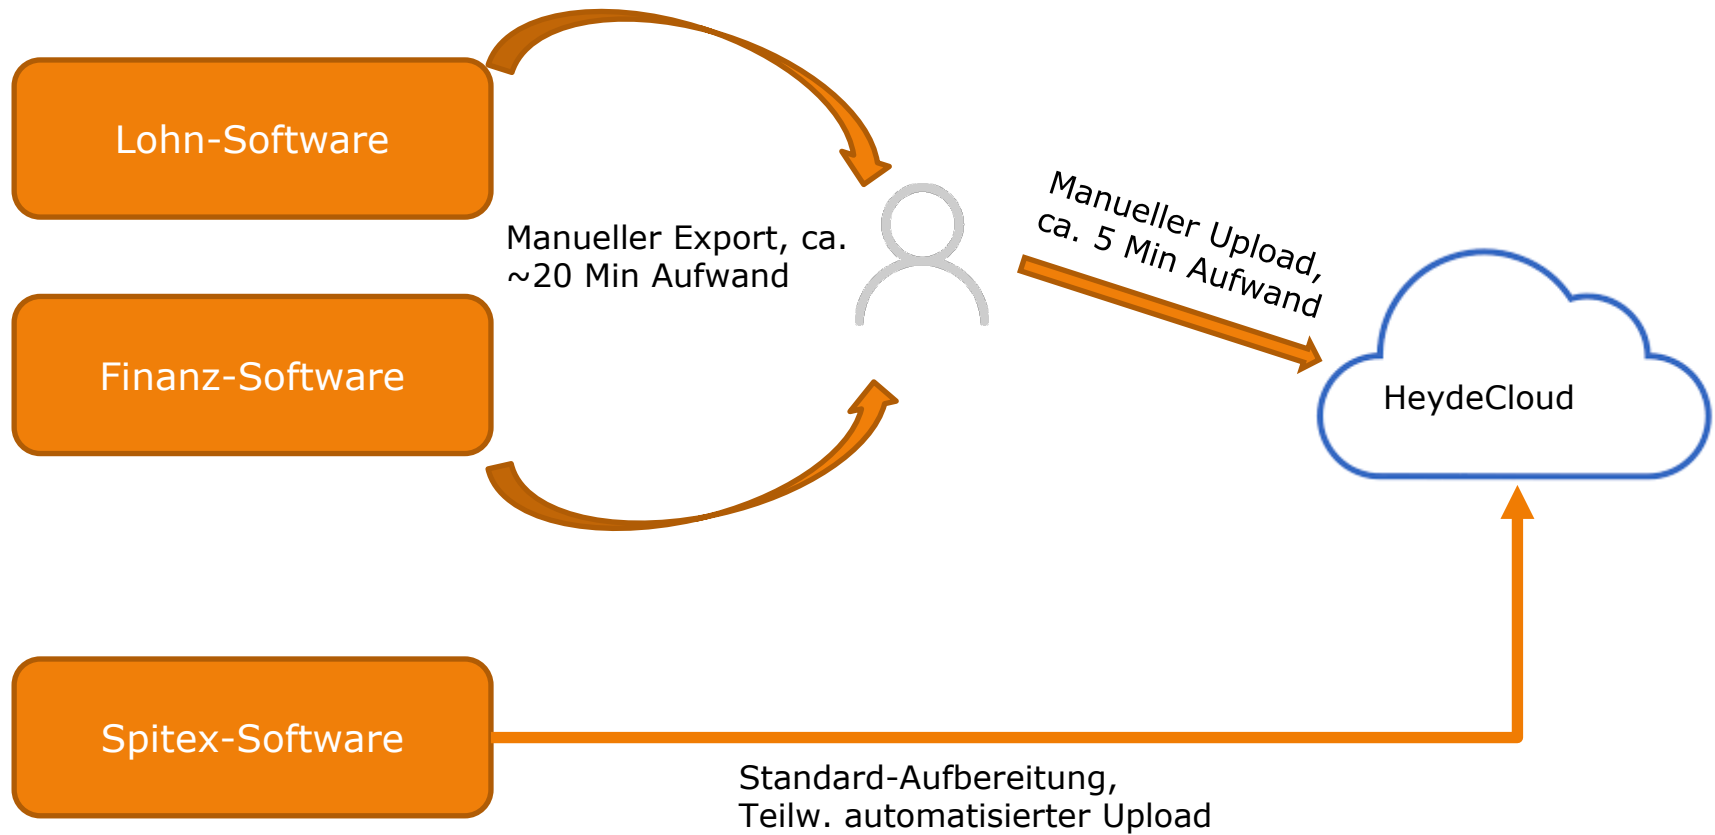 Lohn-Software
Manueller Export, ca.
~20 Min Aufwand
Manueller Upload,
ca. 5 Min Aufwand
Finanz-Software
HeydeCloud
Spitex-Software
Standard-Aufbereitung,
Teilw. automatisierter Upload